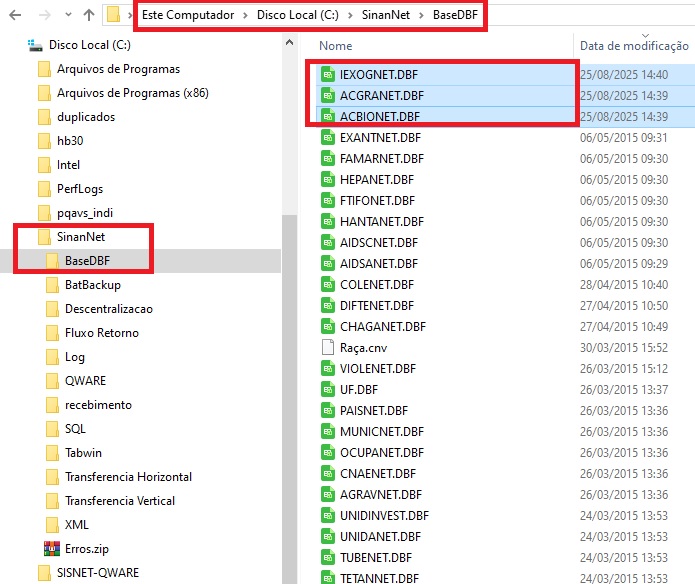 Este Computador > Disco Local (C:) > SinanNet > BaseDBF
Disco Local (C:)
Arquivos de Programas
Arquivos de Programas (x86)
duplicados
hb30
Intel
PerfLogs
pqavs_indi
SinanNet
BaseDBF
BatBackup
Descentralizacao
Fluxo Retorno
Log
QWARE
recebimento
SQL
Tabwin
Transferencia Horizontal
Transferencia Vertical
XML
Erros.zip
SISNET-QWARE
Nome Data de modificação
IEXOGNET.DBF 25/08/2025 14:40
ACGRANET.DBF 25/08/2025 14:39
ACBIONET.DBF 25/08/2025 14:39
EXANTNET.DBF 06/05/2015 09:31
FAMARNET.DBF 06/05/2015 09:30
HEPANET.DBF 06/05/2015 09:30
FTIFONET.DBF 06/05/2015 09:30
HANTANET.DBF 06/05/2015 09:30
AIDSCNET.DBF 06/05/2015 09:30
AIDSANET.DBF 06/05/2015 09:29
COLENET.DBF 28/04/2015 10:40
DIFTENET.DBF 27/04/2015 10:50
CHAGANET.DBF 27/04/2015 10:49
Raça.cnv 30/03/2015 15:52
VIOLENET.DBF 26/03/2015 15:12
UF.DBF 26/03/2015 13:37
PAISNET.DBF 26/03/2015 13:36
MUNICNET.DBF 26/03/2015 13:36
OCUPANET.DBF 26/03/2015 13:36
CNAENET.DBF 26/03/2015 13:36
AGRAVNET.DBF 26/03/2015 13:36
UNIDINVEST.DBF 24/03/2015 13:53
UNIDANET.DBF 24/03/2015 13:53
TUBENET.DBF 24/03/2015 13:53
TETANNET.DBF 24/03/2015 13:53